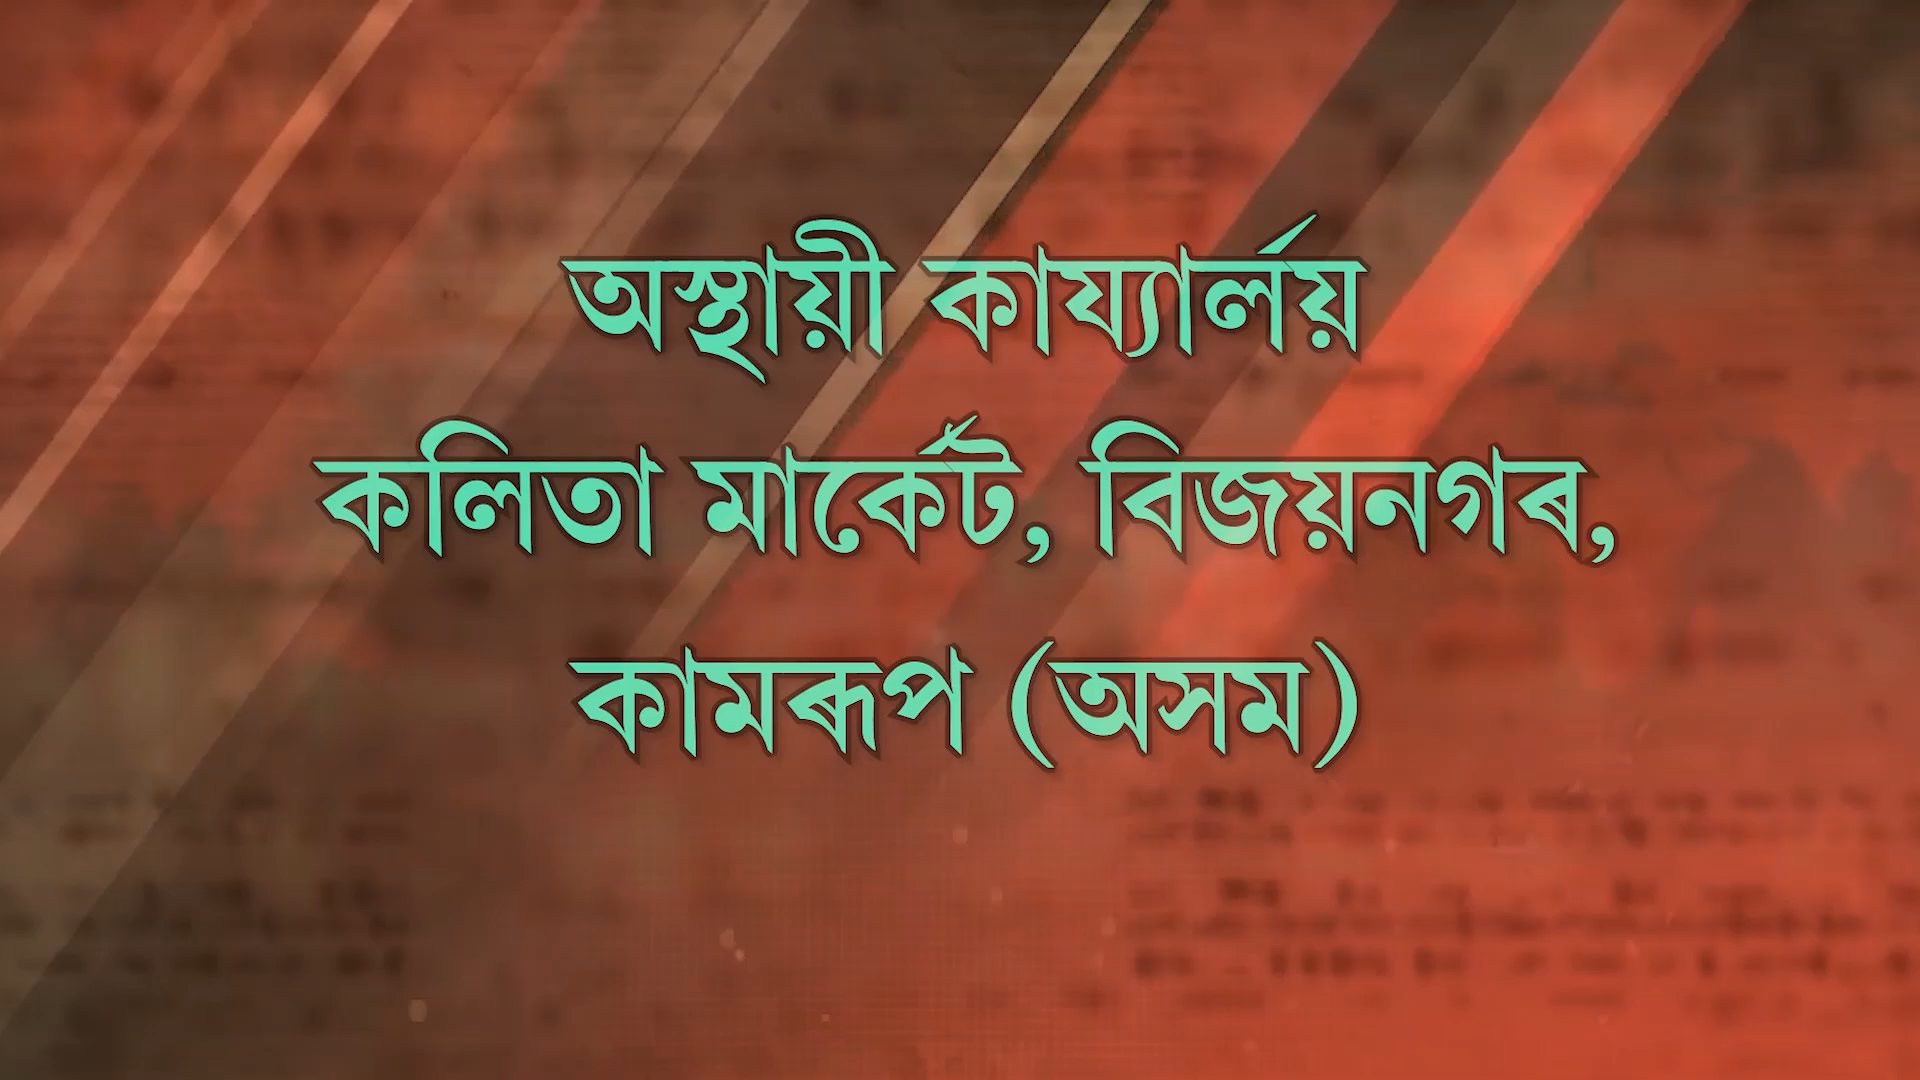 অস্থায়ী কায্যাৰ্লয়
কলিতা মাৰ্কেট, বিজয়নগৰ,
কামৰূপ (অসম)